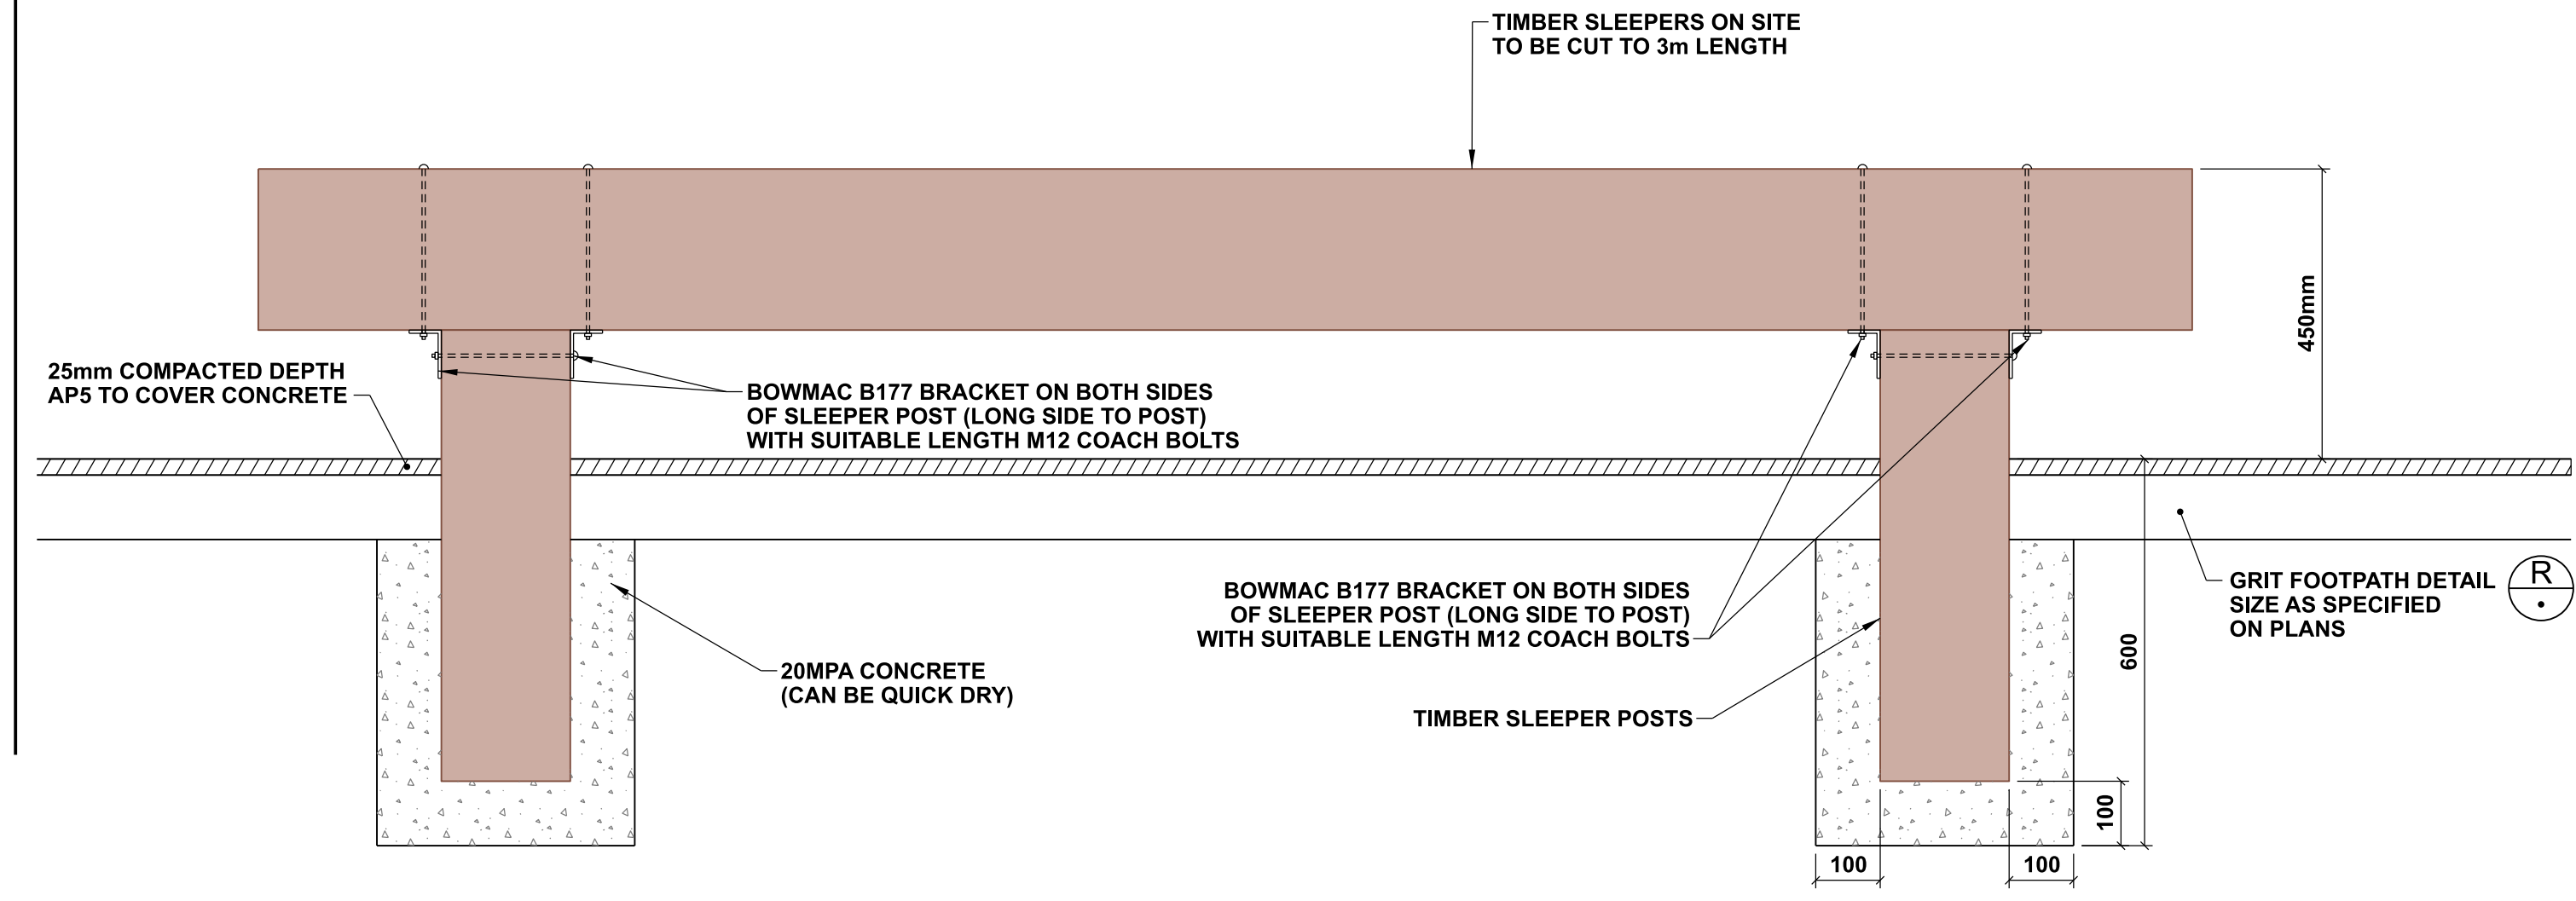 TIMBER SLEEPERS ON SITE
TO BE CUT TO 3m LENGTH
450mm
25mm COMPACTED DEPTH
AP5 TO COVER CONCRETE
BOWMAC B177 BRACKET ON BOTH SIDES
OF SLEEPER POST (LONG SIDE TO POST)
WITH SUITABLE LENGTH M12 COACH BOLTS
BOWMAC B177 BRACKET ON BOTH SIDES
OF SLEEPER POST (LONG SIDE TO POST)
WITH SUITABLE LENGTH M12 COACH BOLTS
GRIT FOOTPATH DETAIL
SIZE AS SPECIFIED
ON PLANS
R
600
20MPA CONCRETE
(CAN BE QUICK DRY)
TIMBER SLEEPER POSTS
100
100
100